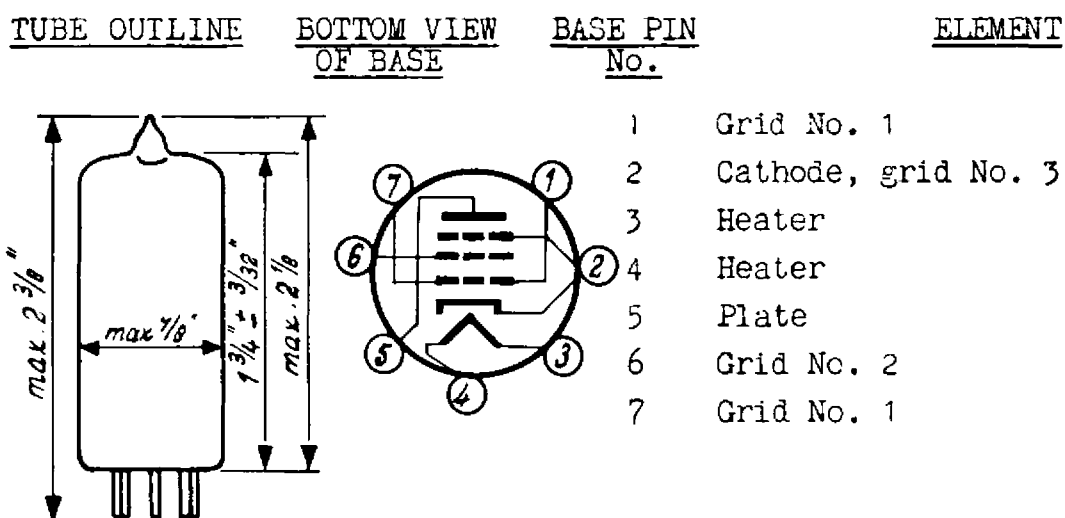 TUBE OUTLINE
BOTTOM VIEW OF BASE
BASE PIN No.
ELEMENT
1 Grid No. 1
2 Cathode, grid No. 3
3 Heater
4 Heater
5 Plate
6 Grid No. 2
7 Grid No. 1
max. 2 3/8"
max 7/8"
1 3/4" ± 3/32"
max. 2 1/8
7
1
6
2
5
3
4